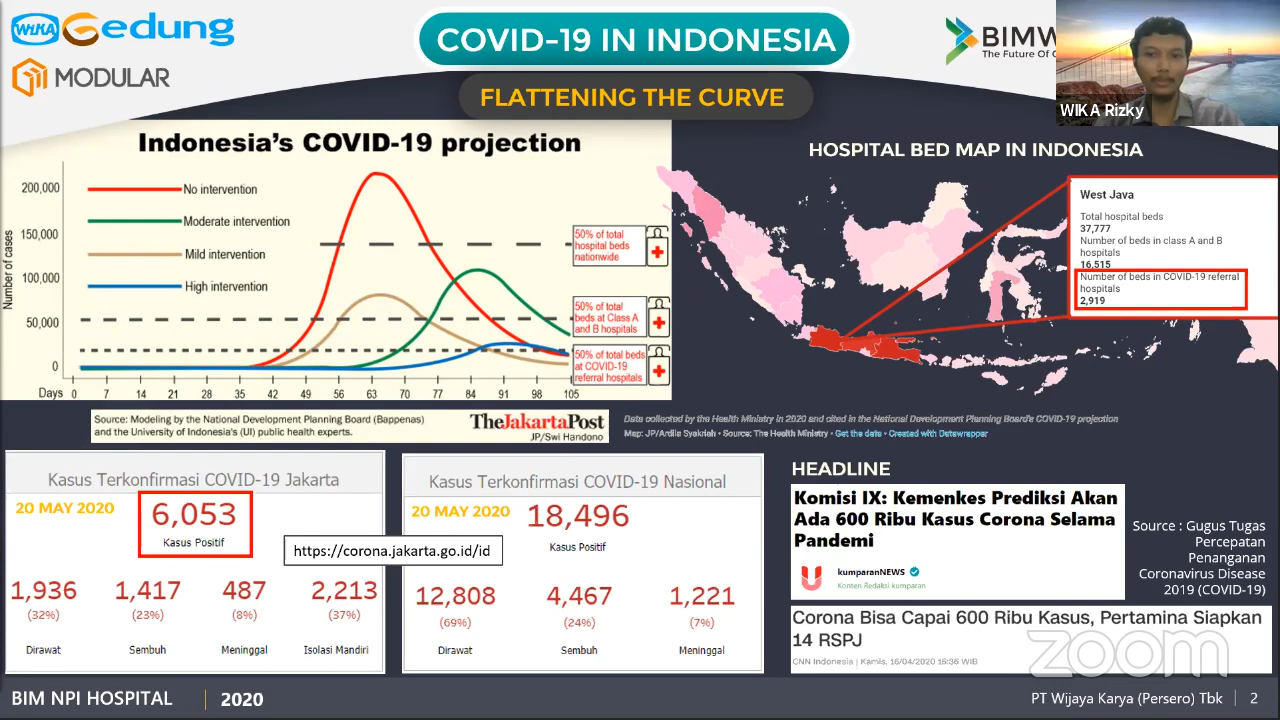 WIKA Gedung
MODULAR
COVID-19 IN INDONESIA
FLATTENING THE CURVE
BIMW
The Future Of C
WIKA Rizky
Indonesia's COVID-19 projection
Number of cases
200,000
150,000
100,000
50,000
0
No intervention
Moderate intervention
Mild intervention
High intervention
50% of total
hospital beds
nationwide
50% of total
beds at Class A
and B hospitals
50% of total beds
at COVID-19
referral hospitals
Days 0 7 14 21 28 35 42 49 56 63 70 77 84 91 98 105
Source: Modeling by the National Development Planning Board (Bappenas)
and the University of Indonesia's (UI) public health experts.
TheJakartaPost
JP/Swi Handono
HOSPITAL BED MAP IN INDONESIA
West Java
Total hospital beds
37,777
Number of beds in class A and B
hospitals
16,515
Number of beds in COVID-19 referral
hospitals
2,919
Data collected by the Health Ministry in 2020 and cited in the National Development Planning Board's COVID-19 projection
Map: JP/Ardila Syakriah • Source: The Health Ministry • Get the data • Created with Datawrapper
Kasus Terkonfirmasi COVID-19 Jakarta
20 MAY 2020
6,053
Kasus Positif
https://corona.jakarta.go.id/id
1,936 1,417 487 2,213
(32%) (23%) (8%) (37%)
Dirawat Sembuh Meninggal Isolasi Mandiri
Kasus Terkonfirmasi COVID-19 Nasional
20 MAY 2020 18,496
Kasus Positif
12,808 4,467 1,221
(69%) (24%) (7%)
Dirawat Sembuh Meninggal
HEADLINE
Komisi IX: Kemenkes Prediksi Akan
Ada 600 Ribu Kasus Corona Selama
Pandemi
kumparanNEWS
Konten Redaksi kumparan
Source : Gugus Tugas
Percepatan
Penanganan
Coronavirus Disease
2019 (COVID-19)
Corona Bisa Capai 600 Ribu Kasus, Pertamina Siapkan
14 RSPJ
CNN Indonesia | Kamis, 16/04/2020 16:36 WIB
zoom
BIM NPI HOSPITAL | 2020
PT Wijaya Karya (Persero) Tbk | 2